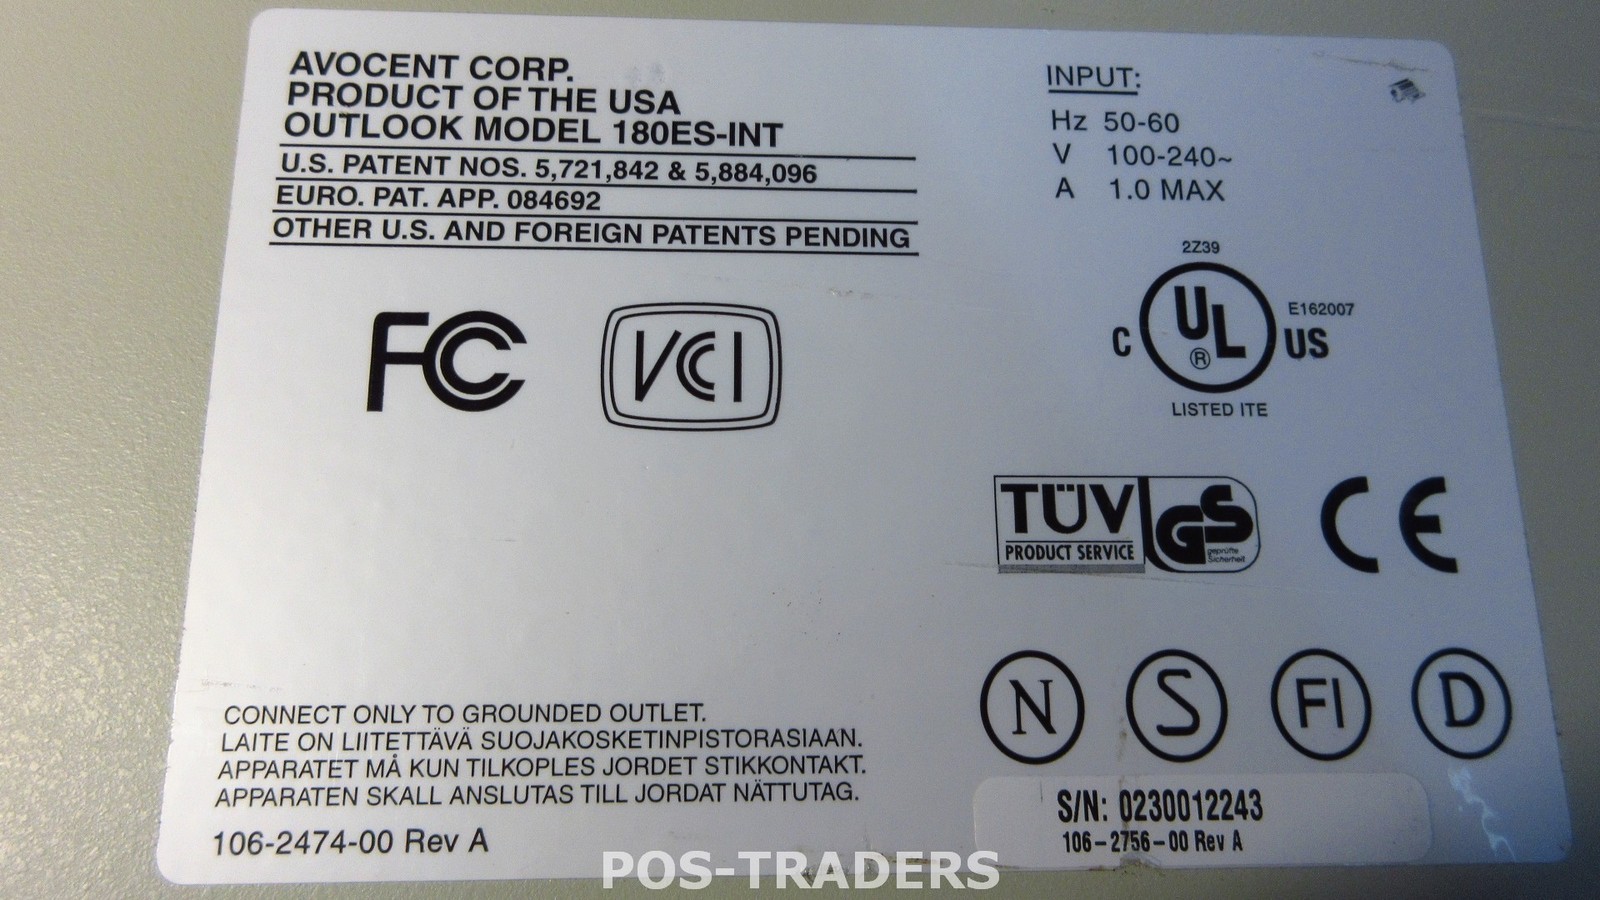 AVOCENT CORP.
PRODUCT OF THE USA
OUTLOOK MODEL 180ES-INT
U.S. PATENT NOS. 5,721,842 & 5,884,096
EURO. PAT. APP. 084692
OTHER U.S. AND FOREIGN PATENTS PENDING
INPUT:
Hz 50-60
V 100-240~
A 1.0 MAX
FC
VCI
2Z39
C UL US
®
E162007
LISTED ITE
TÜV
PRODUCT SERVICE
GS
geprüfte
Sicherheit
CE
N S FI D
CONNECT ONLY TO GROUNDED OUTLET.
LAITE ON LIITETTÄVÄ SUOJAKOSKETINPISTORASIAAN.
APPARATET MÅ KUN TILKOPLES JORDET STIKKONTAKT.
APPARATEN SKALL ANSLUTAS TILL JORDAT NÄTTUTAG.
106-2474-00 Rev A
S/N: 0230012243
106-2756-00 Rev A
POS-TRADERS